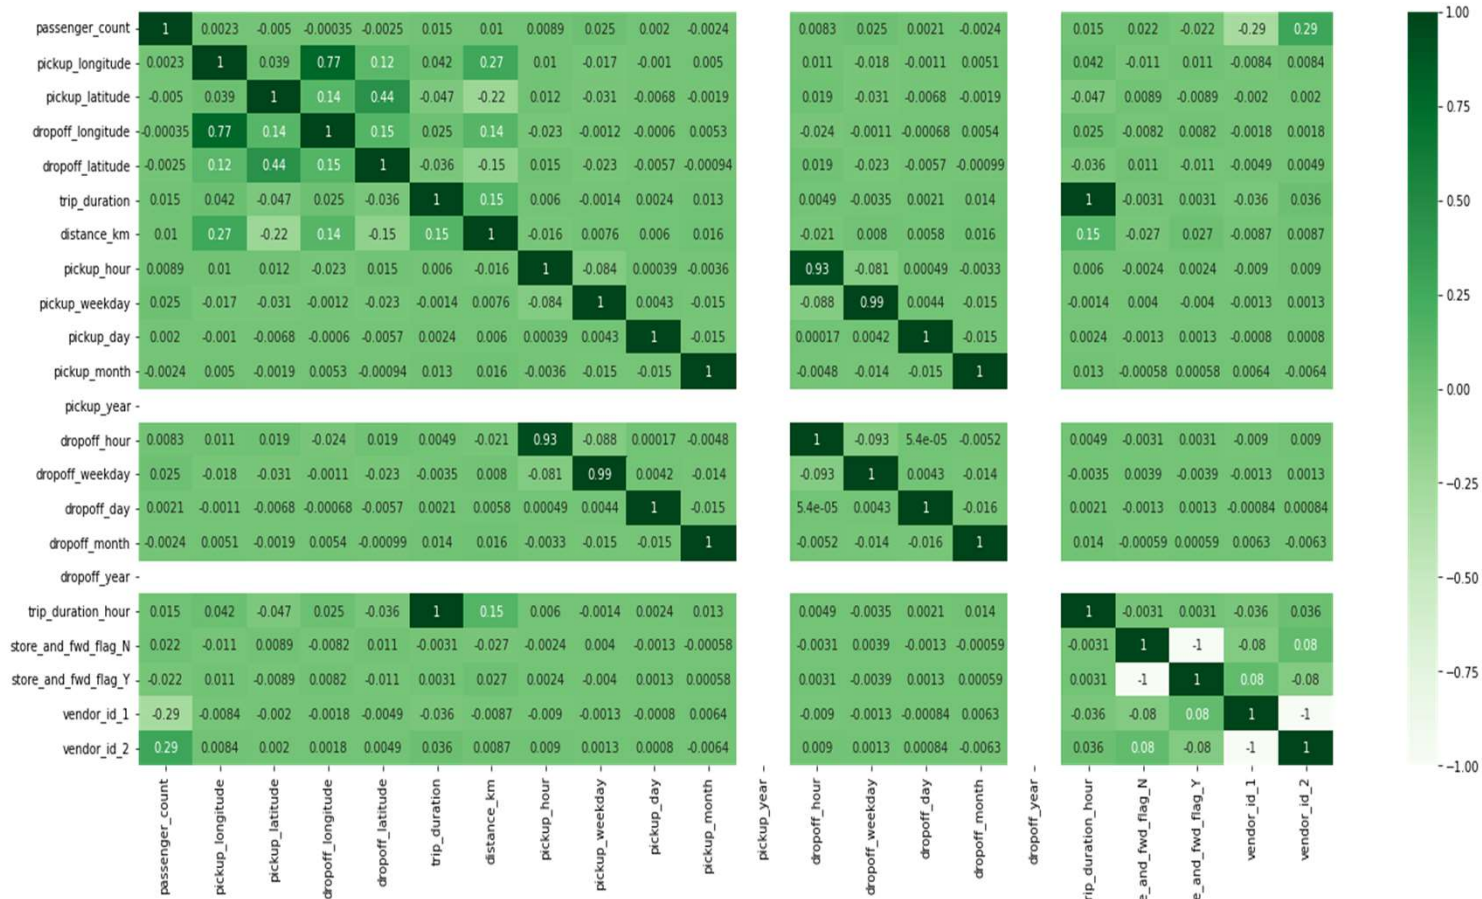 passenger_count 1 0.0023 -0.005 -0.00035 -0.0025 0.015 0.01 0.0089 0.025 0.002 -0.0024 0.0083 0.025 0.0021 -0.0024 0.015 0.022 -0.022 -0.29 0.29
pickup_longitude 0.0023 1 0.039 0.77 0.12 0.042 0.27 0.01 -0.017 -0.001 0.005 0.011 -0.018 -0.0011 0.0051 0.042 -0.011 0.011 -0.0084 0.0084
pickup_latitude -0.005 0.039 1 0.14 0.44 -0.047 -0.22 0.012 -0.031 -0.0068 -0.0019 0.019 -0.031 -0.0068 -0.0019 -0.047 0.0089 -0.0089 -0.002 0.002
dropoff_longitude -0.00035 0.77 0.14 1 0.15 0.025 0.14 -0.023 -0.0012 -0.0006 0.0053 -0.024 -0.0011 -0.00068 0.0054 0.025 -0.0082 0.0082 -0.0018 0.0018
dropoff_latitude -0.0025 0.12 0.44 0.15 1 -0.036 -0.15 0.015 -0.023 -0.0057 -0.00094 0.019 -0.023 -0.0057 -0.00099 -0.036 0.011 -0.011 -0.0049 0.0049
trip_duration 0.015 0.042 -0.047 0.025 -0.036 1 0.15 0.006 -0.0014 0.0024 0.013 0.0049 -0.0035 0.0021 0.014 1 -0.0031 0.0031 -0.036 0.036
distance_km 0.01 0.27 -0.22 0.14 -0.15 0.15 1 -0.016 0.0076 0.006 0.016 -0.021 0.008 0.0058 0.016 0.15 -0.027 0.027 -0.0087 0.0087
pickup_hour 0.0089 0.01 0.012 -0.023 0.015 0.006 -0.016 1 -0.084 0.00039 -0.0036 0.93 -0.081 0.00049 -0.0033 0.006 -0.0024 0.0024 -0.009 0.009
pickup_weekday 0.025 -0.017 -0.031 -0.0012 -0.023 -0.0014 0.0076 -0.084 1 0.0043 -0.015 -0.088 0.99 0.0044 -0.015 -0.0014 0.004 -0.004 -0.0013 0.0013
pickup_day 0.002 -0.001 -0.0068 -0.0006 -0.0057 0.0024 0.006 0.00039 0.0043 1 -0.015 0.00017 0.0042 1 -0.015 0.0024 -0.0013 0.0013 -0.0008 0.0008
pickup_month -0.0024 0.005 -0.0019 0.0053 -0.00094 0.013 0.016 -0.0036 -0.015 -0.015 1 -0.0048 -0.014 -0.015 1 0.013 -0.00058 0.00058 0.0064 -0.0064
pickup_year
dropoff_hour 0.0083 0.011 0.019 -0.024 0.019 0.0049 -0.021 0.93 -0.088 0.00017 -0.0048 1 -0.093 5.4e-05 -0.0052 0.0049 -0.0031 0.0031 -0.009 0.009
dropoff_weekday 0.025 -0.018 -0.031 -0.0011 -0.023 -0.0035 0.008 -0.081 0.99 0.0042 -0.014 -0.093 1 0.0043 -0.014 -0.0035 0.0039 -0.0039 -0.0013 0.0013
dropoff_day 0.0021 -0.0011 -0.0068 -0.00068 -0.0057 0.0021 0.0058 0.00049 0.0044 1 -0.015 5.4e-05 0.0043 1 -0.016 0.0021 -0.0013 0.0013 -0.00084 0.00084
dropoff_month -0.0024 0.0051 -0.0019 0.0054 -0.00099 0.014 0.016 -0.0033 -0.015 -0.015 1 -0.0052 -0.014 -0.016 1 0.014 -0.00059 0.00059 0.0063 -0.0063
dropoff_year
trip_duration_hour 0.015 0.042 -0.047 0.025 -0.036 1 0.15 0.006 -0.0014 0.0024 0.013 0.0049 -0.0035 0.0021 0.014 1 -0.0031 0.0031 -0.036 0.036
store_and_fwd_flag_N 0.022 -0.011 0.0089 -0.0082 0.011 -0.0031 -0.027 -0.0024 0.004 -0.0013 -0.00058 -0.0031 0.0039 -0.0013 -0.00059 -0.0031 1 -1 -0.08 0.08
store_and_fwd_flag_Y -0.022 0.011 -0.0089 0.0082 -0.011 0.0031 0.027 0.0024 -0.004 0.0013 0.00058 0.0031 -0.0039 0.0013 0.00059 0.0031 -1 1 0.08 -0.08
vendor_id_1 -0.29 -0.0084 -0.002 -0.0018 -0.0049 -0.036 -0.0087 -0.009 -0.0013 -0.0008 0.0064 -0.009 -0.0013 -0.00084 0.0063 -0.036 -0.08 0.08 1 -1
vendor_id_2 0.29 0.0084 0.002 0.0018 0.0049 0.036 0.0087 0.009 0.0013 0.0008 -0.0064 0.009 0.0013 0.00084 -0.0063 0.036 0.08 -0.08 -1 1
passenger_count
pickup_longitude
pickup_latitude
dropoff_longitude
dropoff_latitude
trip_duration
distance_km
pickup_hour
pickup_weekday
pickup_day
pickup_month
pickup_year
dropoff_hour
dropoff_weekday
dropoff_day
dropoff_month
dropoff_year
rip_duration_hour
e_and_fwd_flag_N
e_and_fwd_flag_Y
vendor_id_1
vendor_id_2
1.00
0.75
0.50
0.25
0.00
-0.25
-0.50
-0.75
-1.00